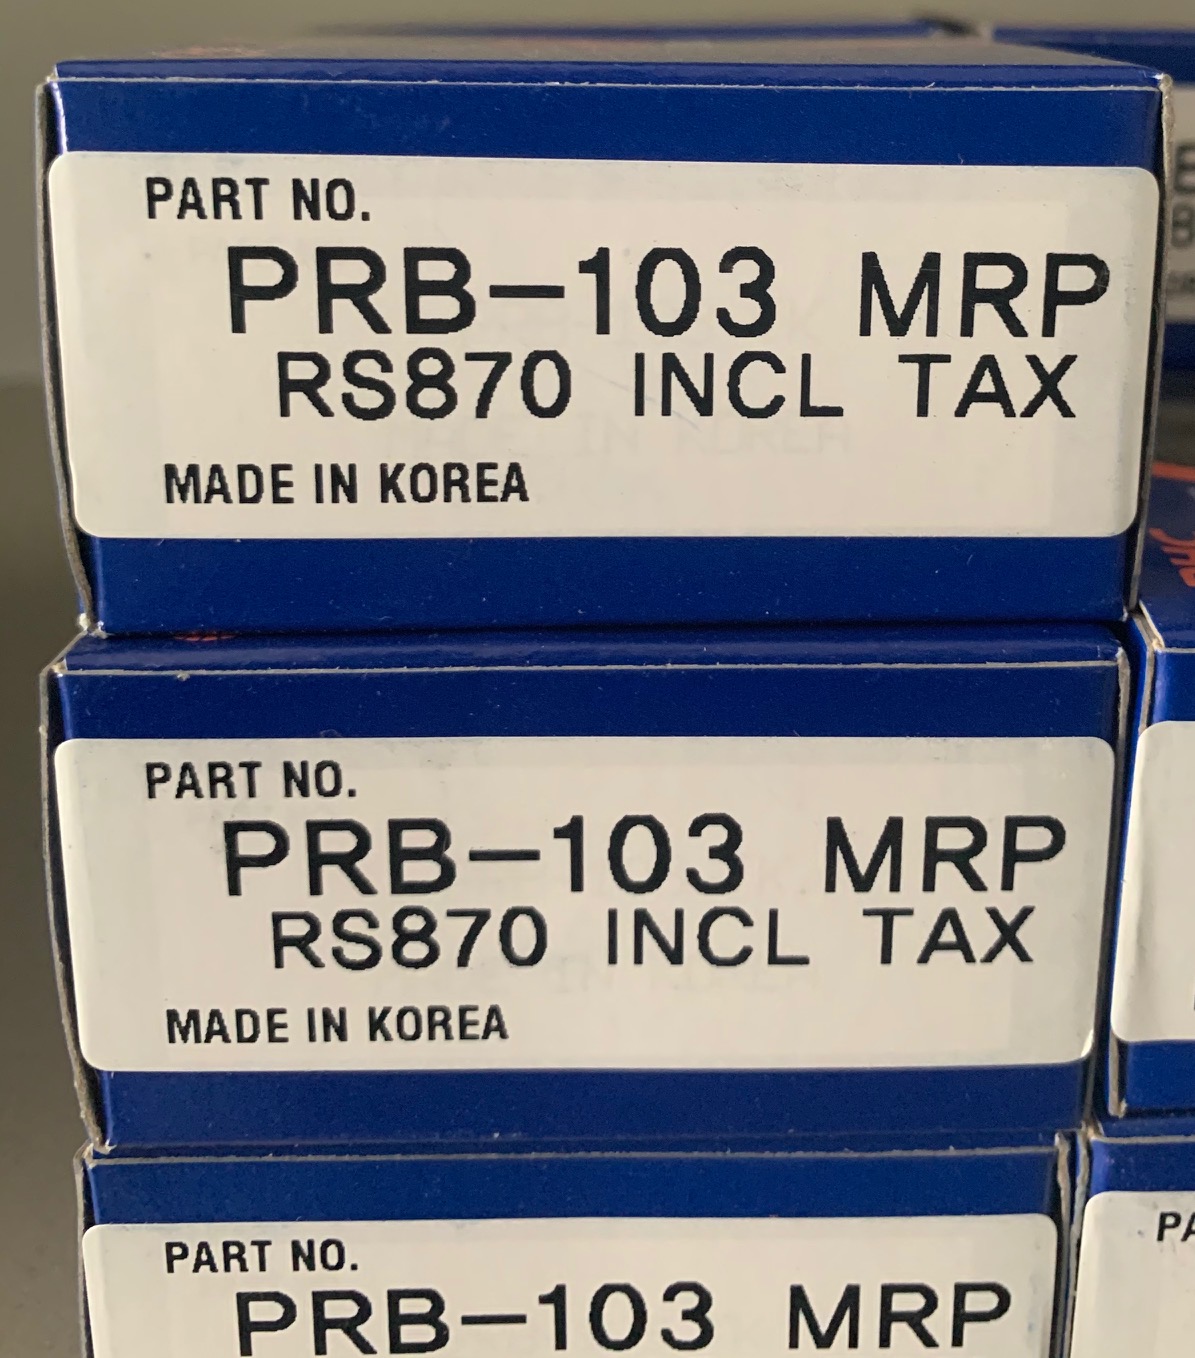 PART NO.
PRB-103 MRP
RS870 INCL TAX
MADE IN KOREA
PART NO.
PRB-103 MRP
RS870 INCL TAX
MADE IN KOREA
PART NO.
PRB-103 MRP